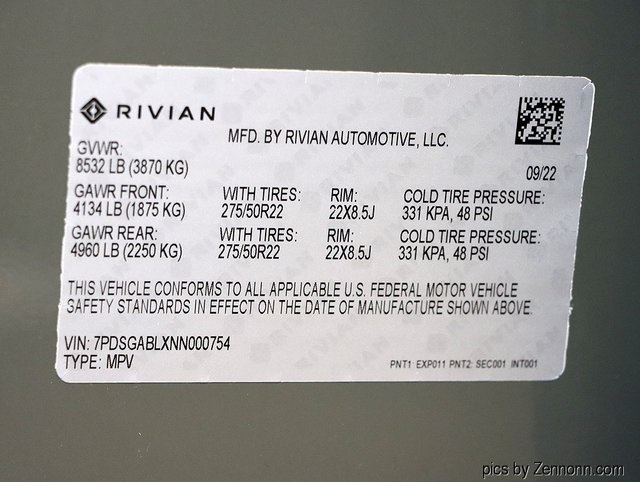 RIVIAN
MFD. BY RIVIAN AUTOMOTIVE, LLC.
GVWR:
8532 LB (3870 KG)
09/22
GAWR FRONT: WITH TIRES: RIM: COLD TIRE PRESSURE:
4134 LB (1875 KG) 275/50R22 22X8.5J 331 KPA, 48 PSI
GAWR REAR: WITH TIRES: RIM: COLD TIRE PRESSURE:
4960 LB (2250 KG) 275/50R22 22X8.5J 331 KPA, 48 PSI
THIS VEHICLE CONFORMS TO ALL APPLICABLE U.S. FEDERAL MOTOR VEHICLE
SAFETY STANDARDS IN EFFECT ON THE DATE OF MANUFACTURE SHOWN ABOVE.
VIN: 7PDSGABLXNN000754
TYPE: MPV
PNT1: EXP011 PNT2: SEC001 INT001
pics by Zennonn.com